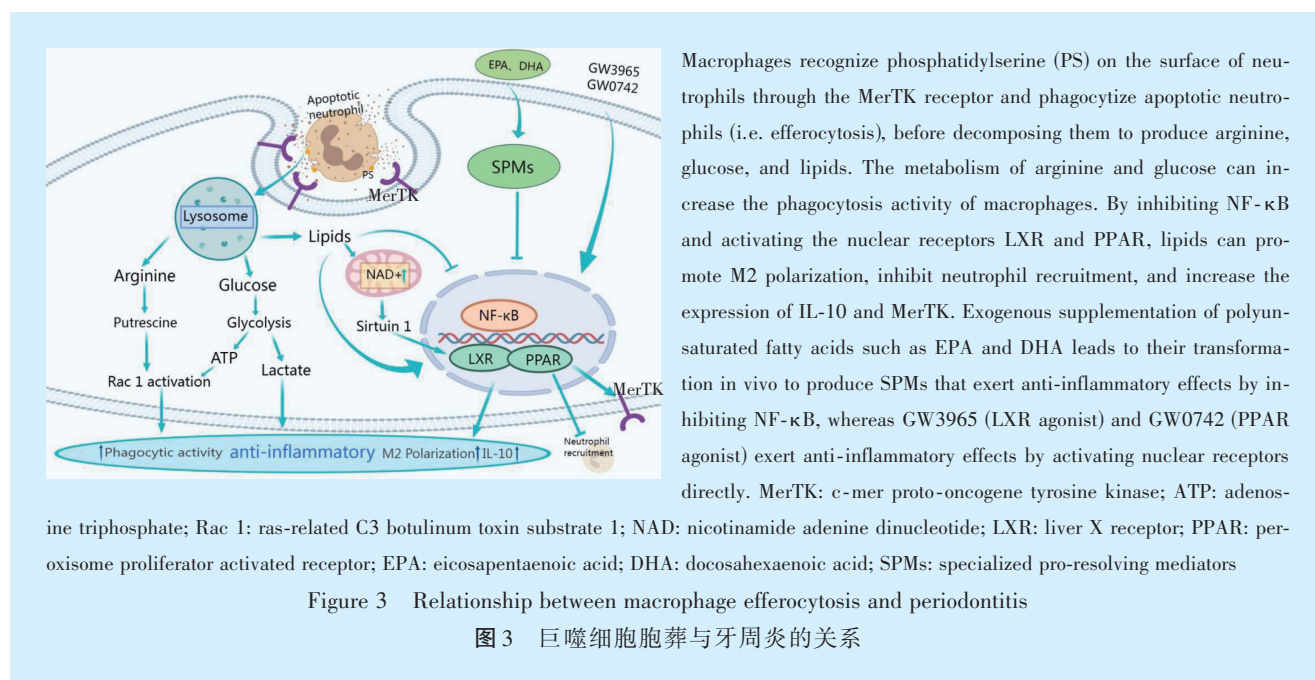 EPA、DHA
GW3965
GW0742
Apoptotic
neutrophil
PS
MerTK
SPMs
Lysosome
Lipids
NAD+↑
Arginine
Glucose
NF-κB
Putrescine
Glycolysis
Sirtuin 1
LXR
PPAR
ATP
Rac 1 activation
Lactate
MerTK
↑Phagocytic activity anti-inflammatory M2 Polarization↑IL-10↑
Neutrophil
recruitment
Macrophages recognize phosphatidylserine (PS) on the surface of neu-
trophils through the MerTK receptor and phagocytize apoptotic neutro-
phils (i.e. efferocytosis), before decomposing them to produce arginine,
glucose, and lipids. The metabolism of arginine and glucose can in-
crease the phagocytosis activity of macrophages. By inhibiting NF-κB
and activating the nuclear receptors LXR and PPAR, lipids can pro-
mote M2 polarization, inhibit neutrophil recruitment, and increase the
expression of IL-10 and MerTK. Exogenous supplementation of polyun-
saturated fatty acids such as EPA and DHA leads to their transforma-
tion in vivo to produce SPMs that exert anti-inflammatory effects by in-
hibiting NF-κB, whereas GW3965 (LXR agonist) and GW0742 (PPAR
agonist) exert anti-inflammatory effects by activating nuclear receptors
directly. MerTK: c-mer proto-oncogene tyrosine kinase; ATP: adenos-
ine triphosphate; Rac 1: ras-related C3 botulinum toxin substrate 1; NAD: nicotinamide adenine dinucleotide; LXR: liver X receptor; PPAR: per-
oxisome proliferator activated receptor; EPA: eicosapentaenoic acid; DHA: docosahexaenoic acid; SPMs: specialized pro-resolving mediators
Figure 3 Relationship between macrophage efferocytosis and periodontitis
图 3 巨噬细胞胞葬与牙周炎的关系